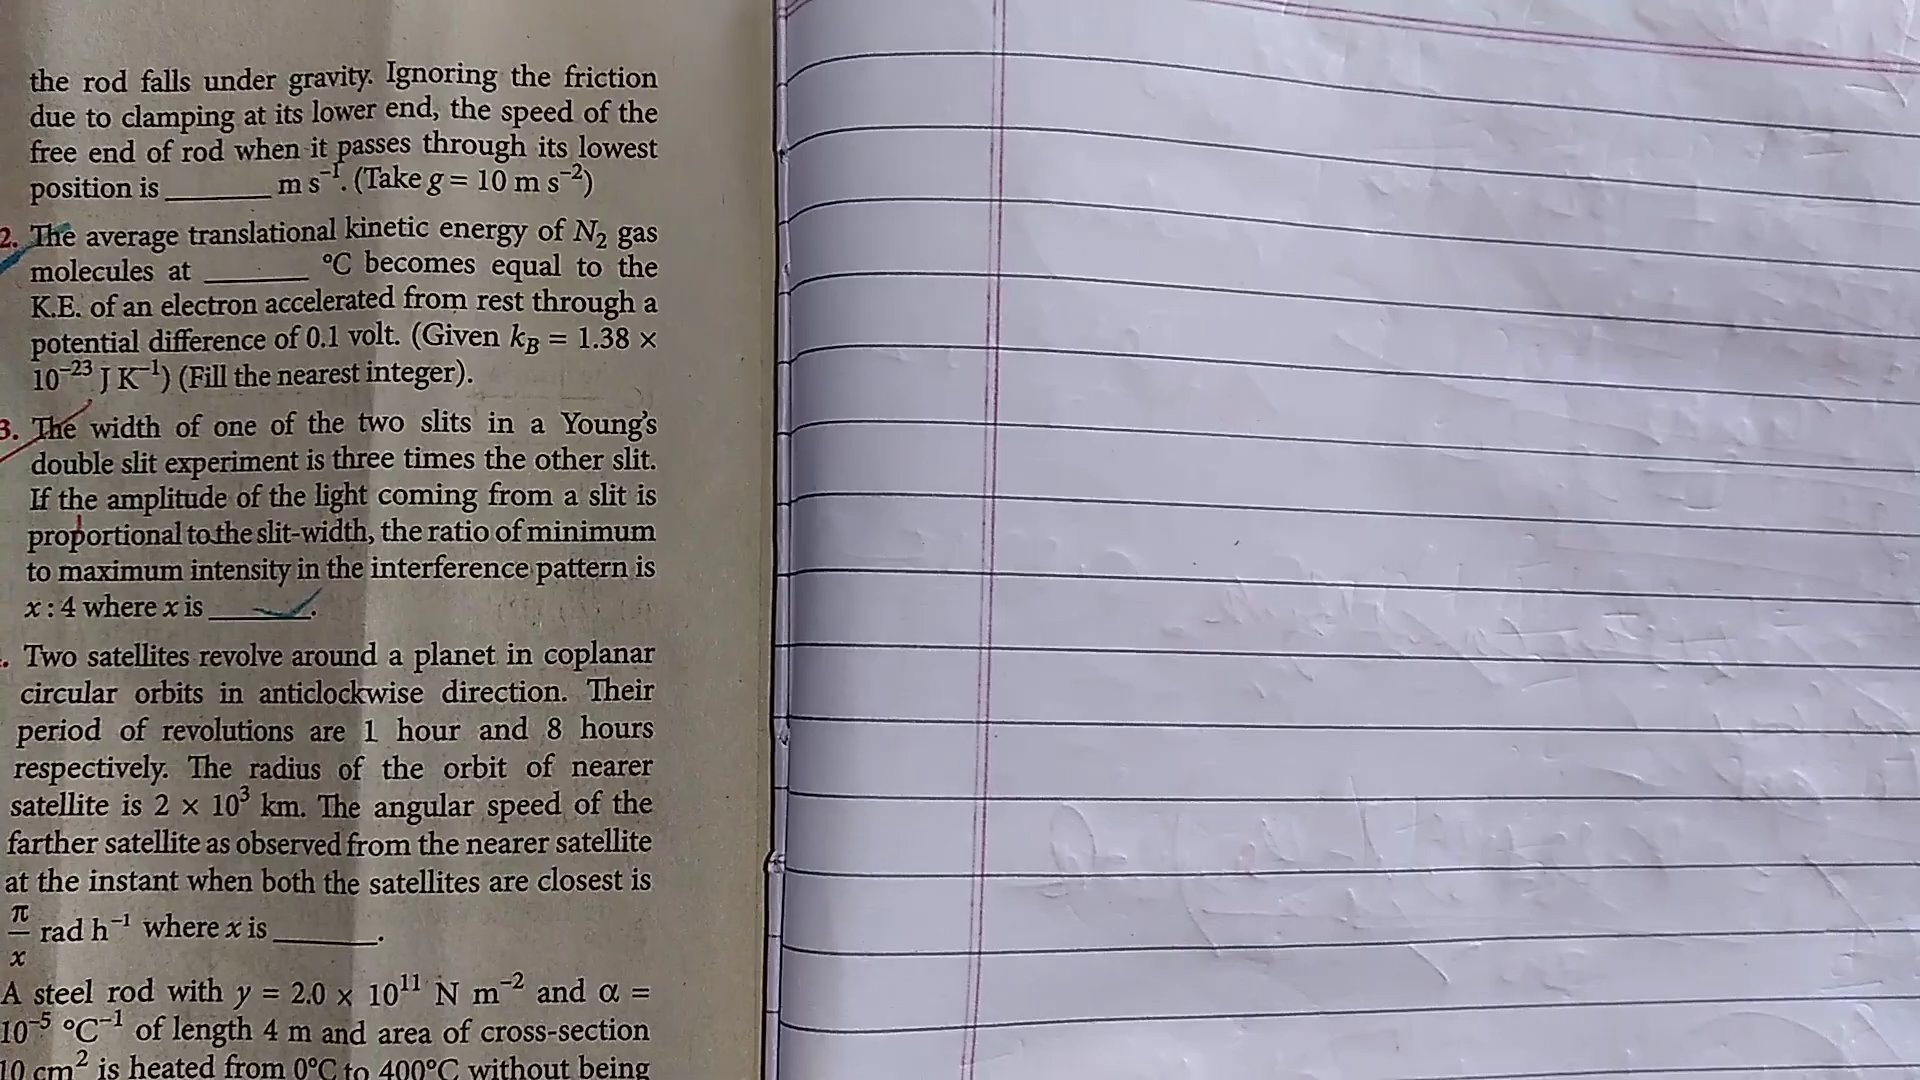 the rod falls under gravity. Ignoring the friction
due to clamping at its lower end, the speed of the
free end of rod when it passes through its lowest
position is ________ m s⁻¹. (Take g = 10 m s⁻²)
2. The average translational kinetic energy of N₂ gas
molecules at ________ °C becomes equal to the
K.E. of an electron accelerated from rest through a
potential difference of 0.1 volt. (Given k_B = 1.38 ×
10⁻²³ J K⁻¹) (Fill the nearest integer).
3. The width of one of the two slits in a Young's
double slit experiment is three times the other slit.
If the amplitude of the light coming from a slit is
proportional to the slit-width, the ratio of minimum
to maximum intensity in the interference pattern is
x : 4 where x is ________.
. Two satellites revolve around a planet in coplanar
circular orbits in anticlockwise direction. Their
period of revolutions are 1 hour and 8 hours
respectively. The radius of the orbit of nearer
satellite is 2 × 10³ km. The angular speed of the
farther satellite as observed from the nearer satellite
at the instant when both the satellites are closest is
π/x rad h⁻¹ where x is ________.
A steel rod with y = 2.0 × 10¹¹ N m⁻² and α =
10⁻⁵ °C⁻¹ of length 4 m and area of cross-section
10 cm² is heated from 0°C to 400°C without being